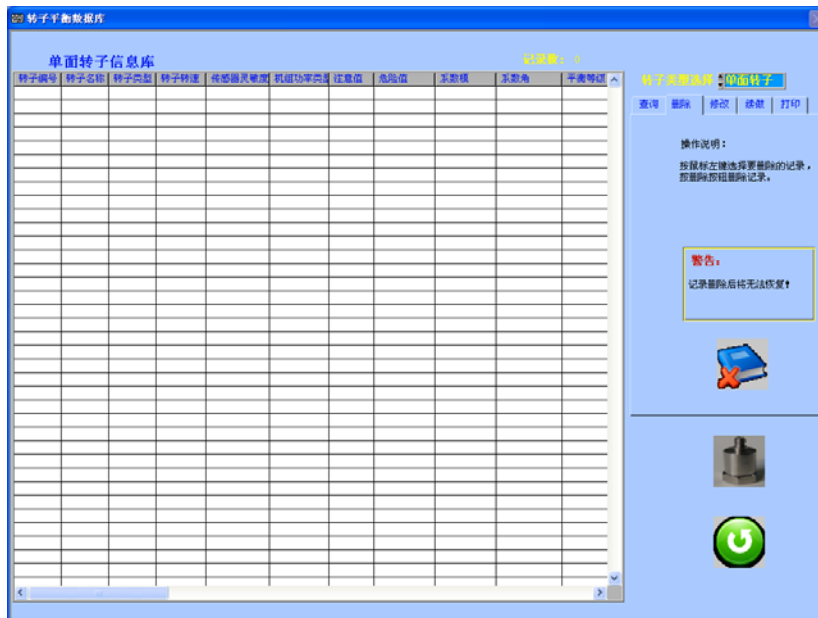 转子平衡数据库
单面转子信息库
记录数： 0
转子编号 转子名称 转子类型 转子转速 传感器灵敏度 机组功率类型 注意值 危险值 系数模 系数角 平衡等级
转子类型选择 单面转子
查询 删除 修改 续做 打印
操作说明：
按鼠标左键选择要删除的记录，
按删除按钮删除记录。
警告：
记录删除后将无法恢复！